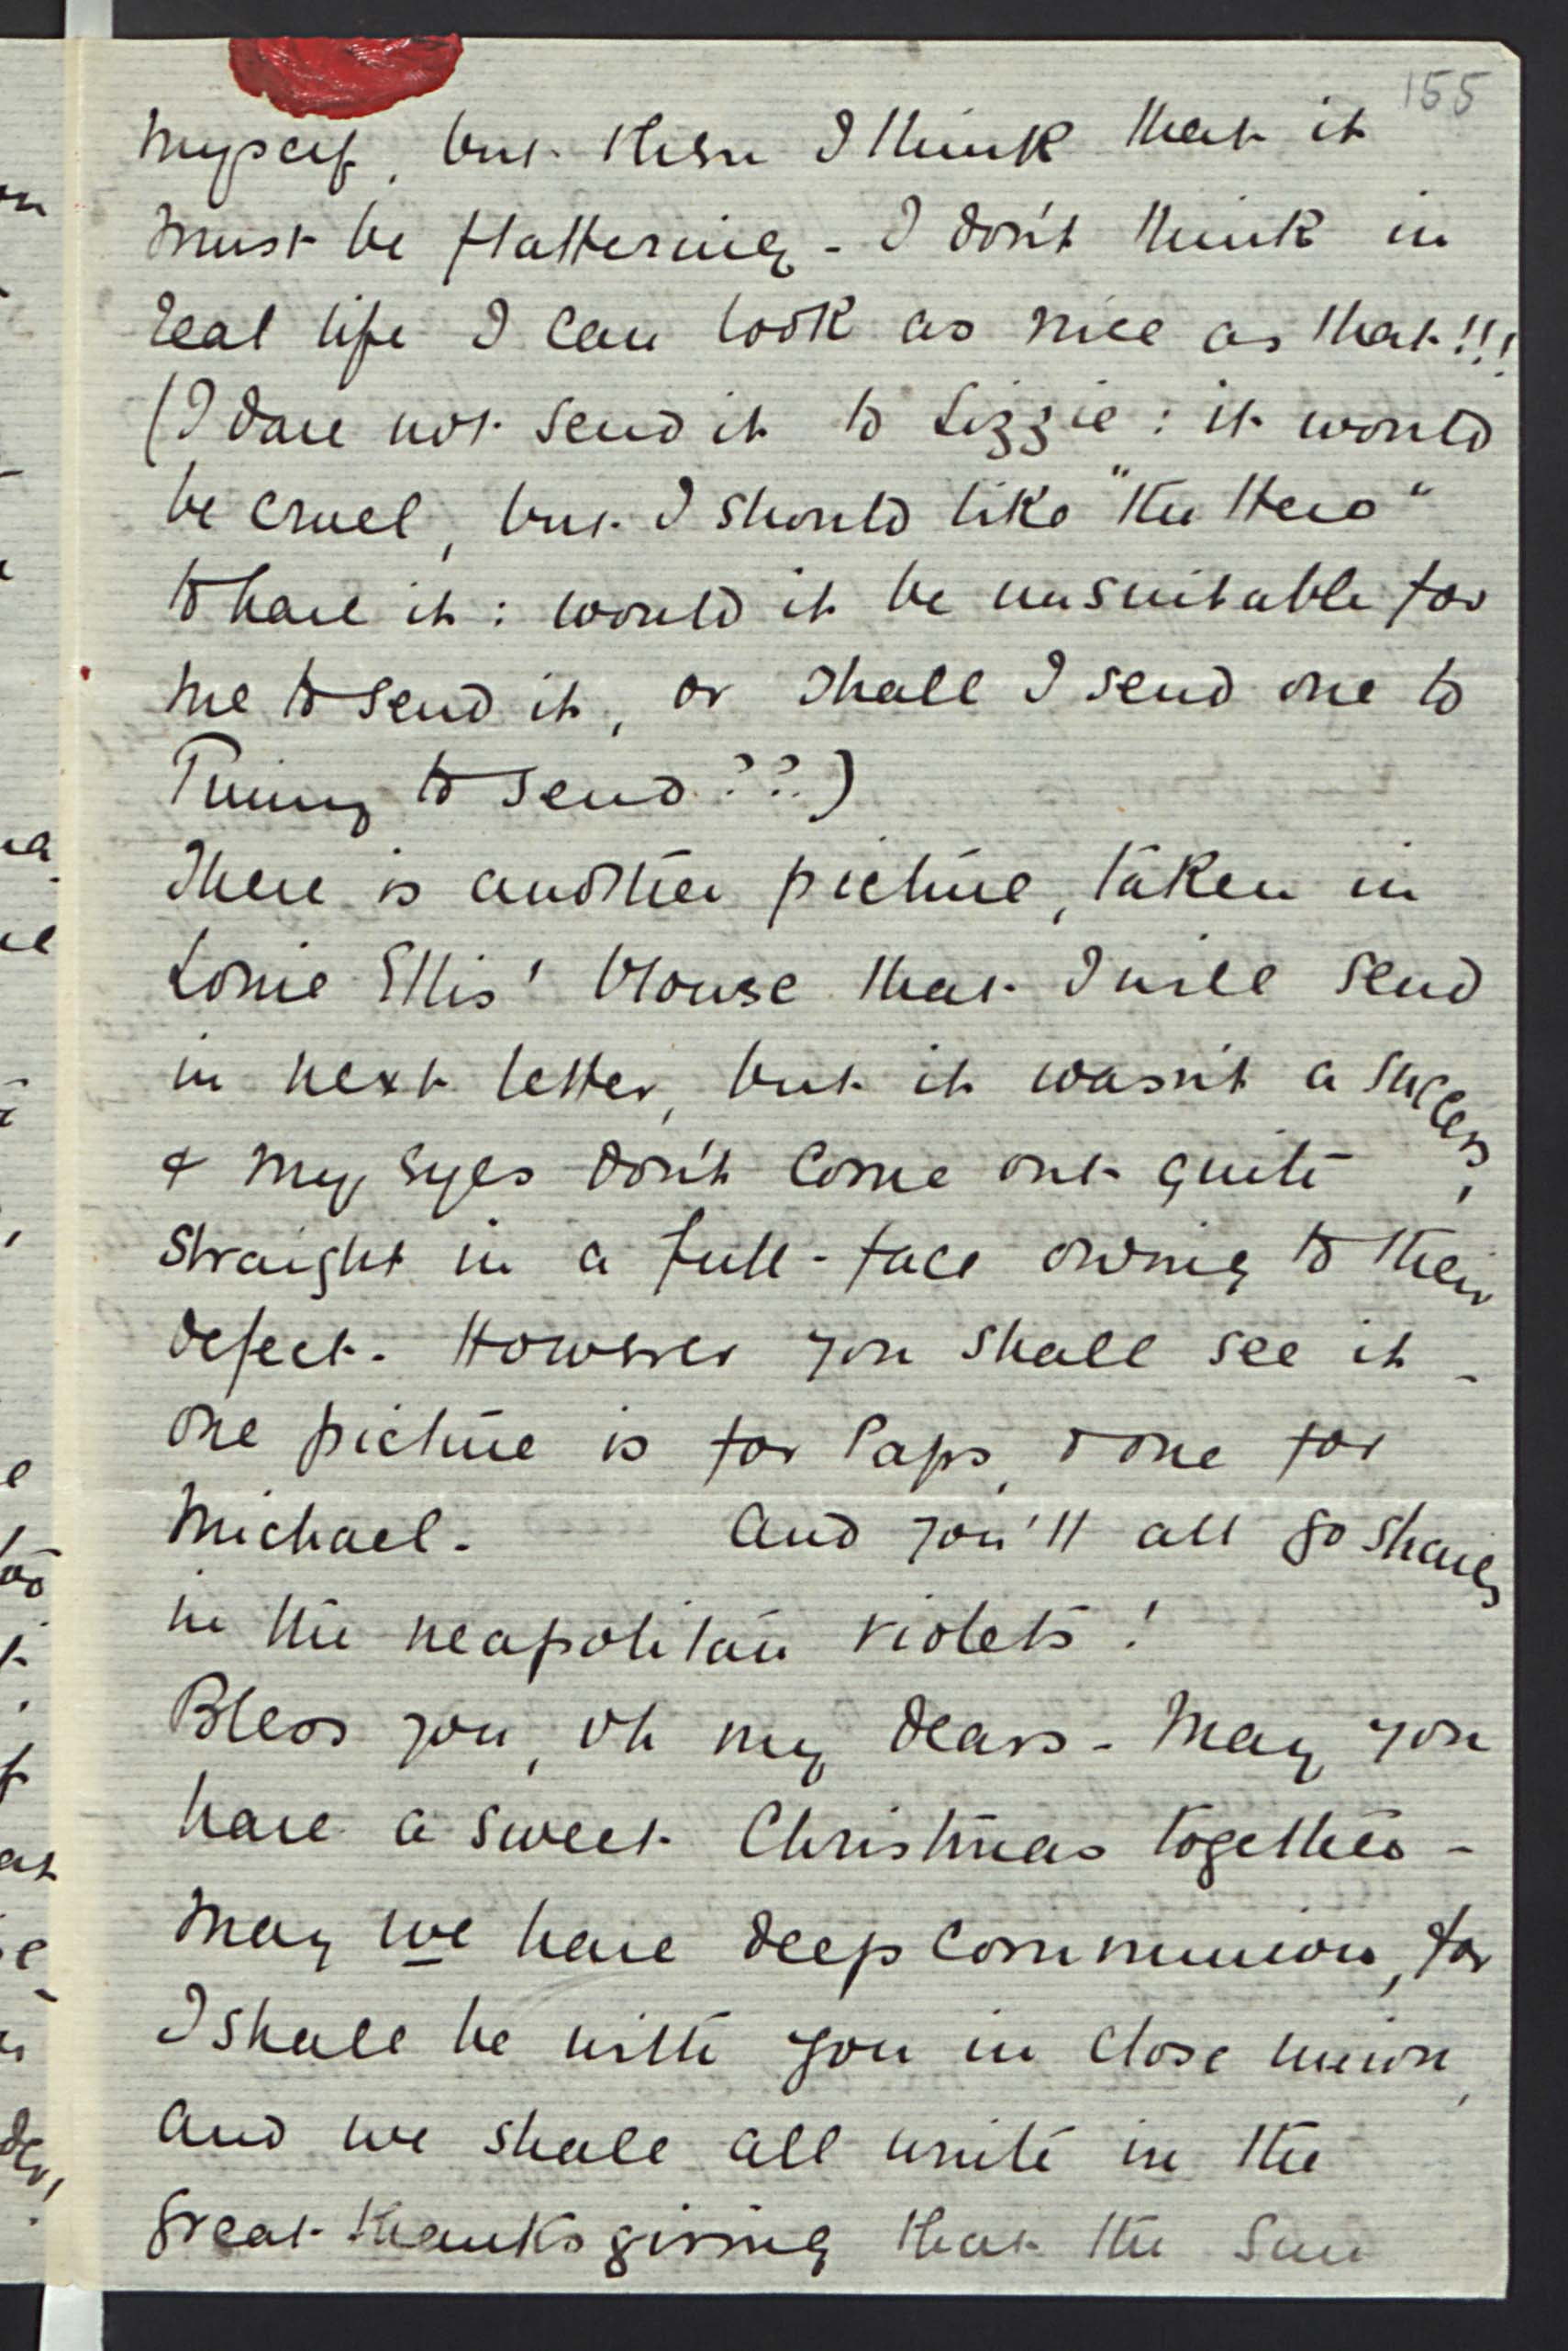 155
myself, but then I think that it
must be flattering - I don't think in
real life I can look as nice as that!!!
(I dare not send it to Lizzie: it would
be cruel, but I should like "the Hero"
to have it: would it be unsuitable for
me to send it, or shall I send one to
to send???)
There is another picture, taken in
Ellis' blouse that I will send
in next letter, but it wasn't a success,
& my eyes don't come out quite
straight in a full-face owing to their
defect. However you shall see it -
One picture is for Paps, & one for
Michael. And you'll all go shares
in the neapolitan violets!
Bless you, oh my dears - May you
have a sweet Christmas together -
May we have deep communion, for
I shall be with you in close union,
and we shall all unite in the
great thanksgiving that the Sun